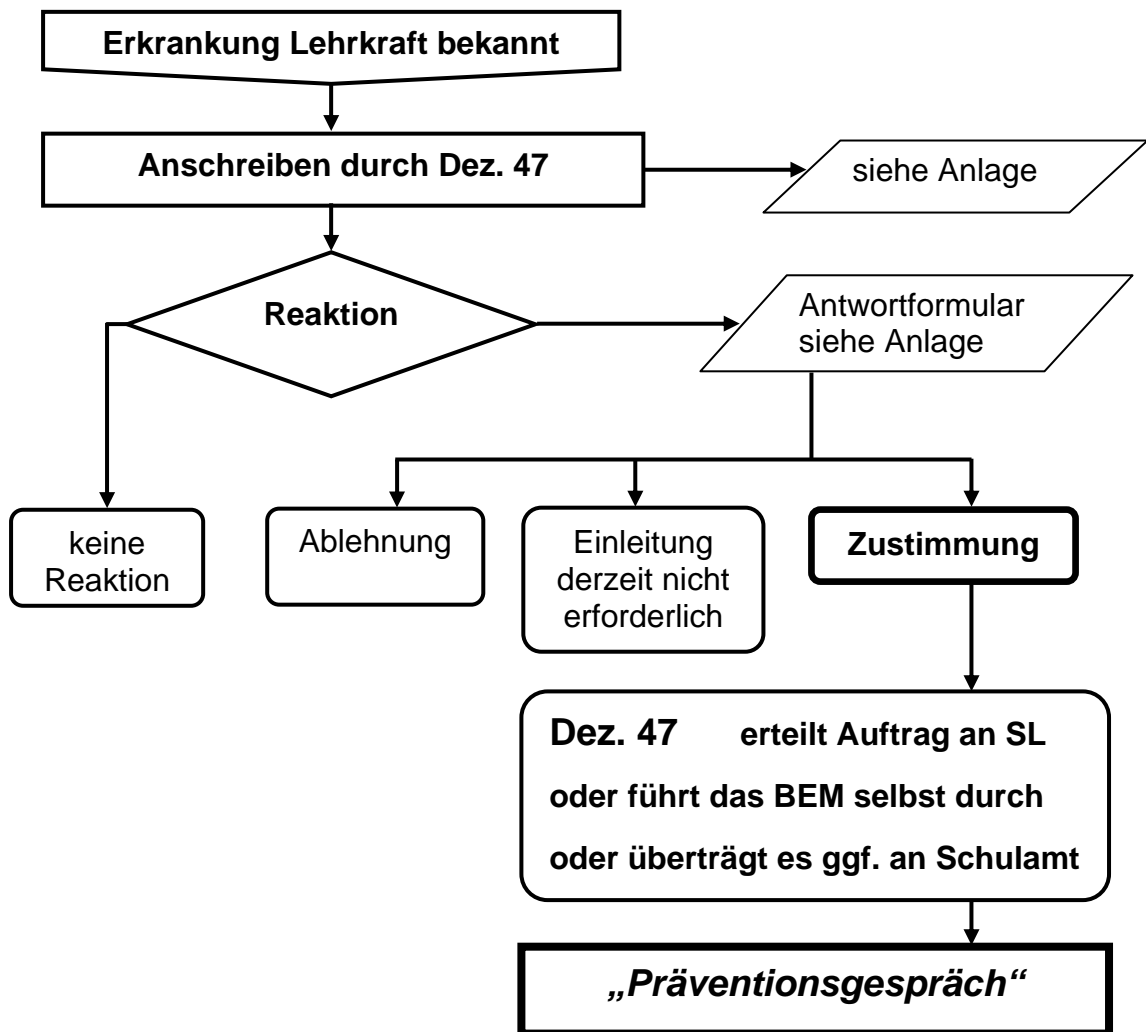 Erkrankung Lehrkraft bekannt
Anschreiben durch Dez. 47
siehe Anlage
Reaktion
Antwortformular
siehe Anlage
keine
Reaktion
Ablehnung
Einleitung
derzeit nicht
erforderlich
Zustimmung
Dez. 47 erteilt Auftrag an SL
oder führt das BEM selbst durch
oder überträgt es ggf. an Schulamt
„Präventionsgespräch“